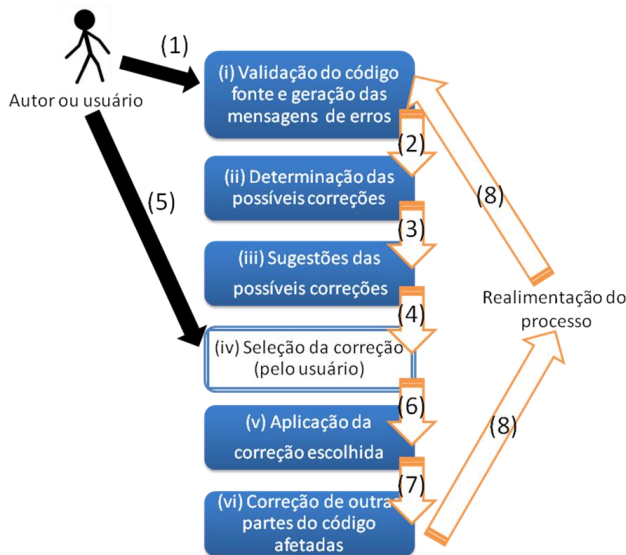 (1)
Autor ou usuário
(i) Validação do código
fonte e geração das
mensagens de erros
(2)
(ii) Determinação das
possíveis correções
(5)
(8)
(3)
(iii) Sugestões das
possíveis correções
(4)
Realimentação do
processo
(iv) Seleção da correção
(pelo usuário)
(6)
(v) Aplicação da
correção escolhida
(8)
(7)
(vi) Correção de outra
partes do código
afetadas